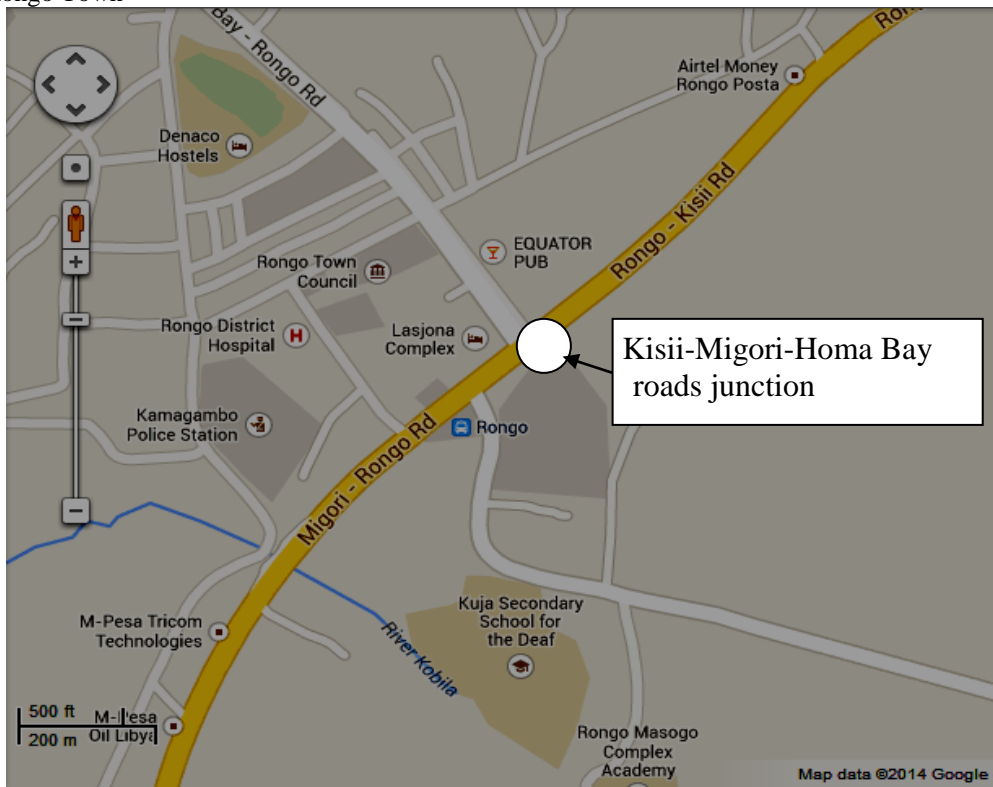 ongo Town
Bay - Rongo Rd
Airtel Money
Rongo Posta
Denaco
Hostels
Rongo - Kisii Rd
EQUATOR
PUB
Rongo Town
Council
Rongo District
Hospital
H
Lasjona
Complex
Kisii-Migori-Homa Bay
roads junction
Kamagambo
Police Station
Rongo
Migori - Rongo Rd
Kuja Secondary
School for
the Deaf
M-Pesa Tricom
Technologies
River Kobila
500 ft
200 m
M-Pesa
Oil Libya
Rongo Masogo
Complex
Academy
Map data ©2014 Google